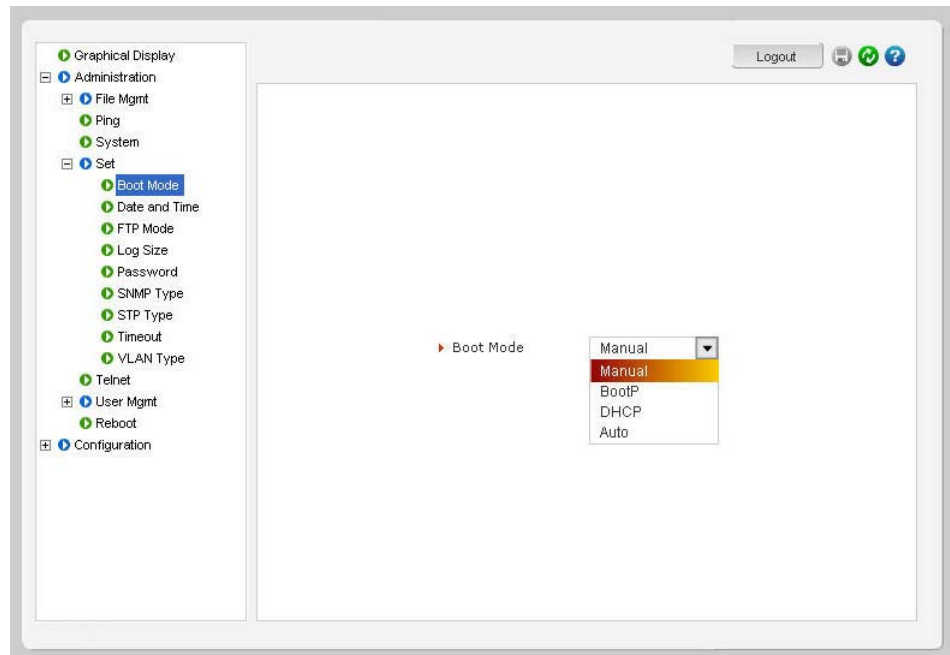 Graphical Display
Administration
File Mgmt
Ping
System
Set
Boot Mode
Date and Time
FTP Mode
Log Size
Password
SNMP Type
STP Type
Timeout
VLAN Type
Telnet
User Mgmt
Reboot
Configuration
Logout
?
Boot Mode
Manual
Manual
BootP
DHCP
Auto